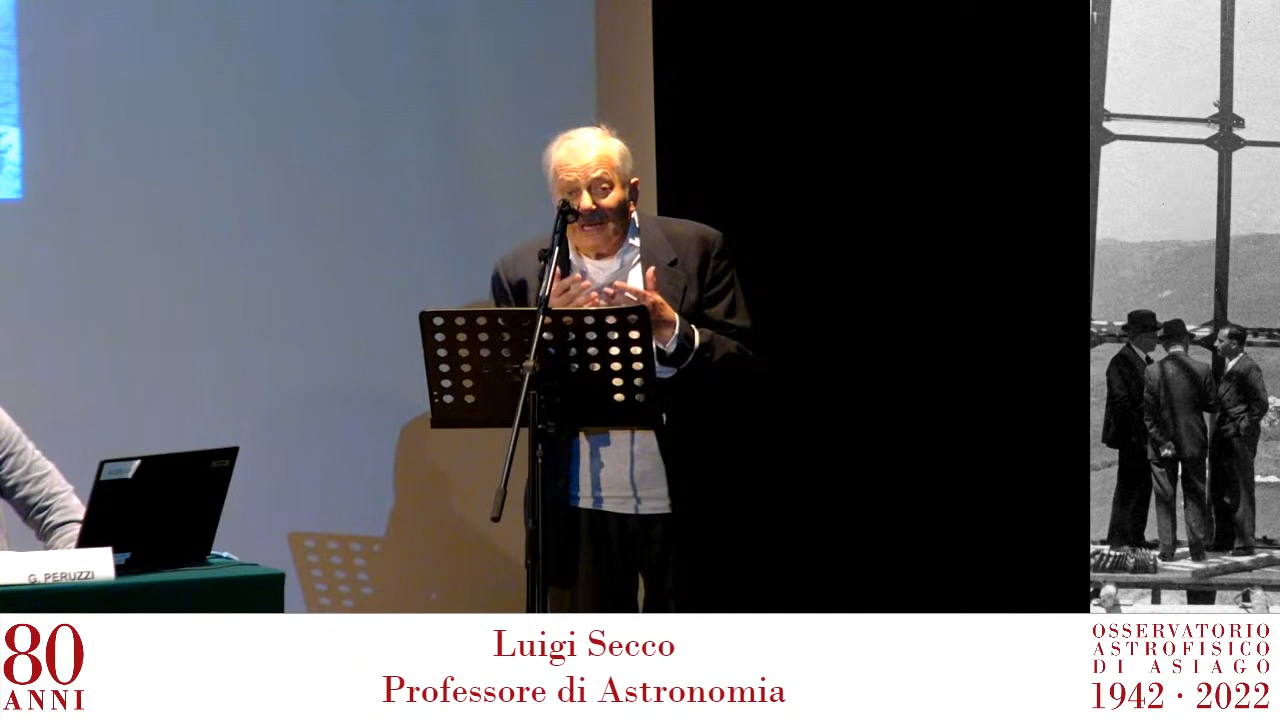 G. PERUZZI
80
ANNI
Luigi Secco
Professore di Astronomia
OSSERVATORIO
ASTROFISICO
DI ASIAGO
1942 · 2022